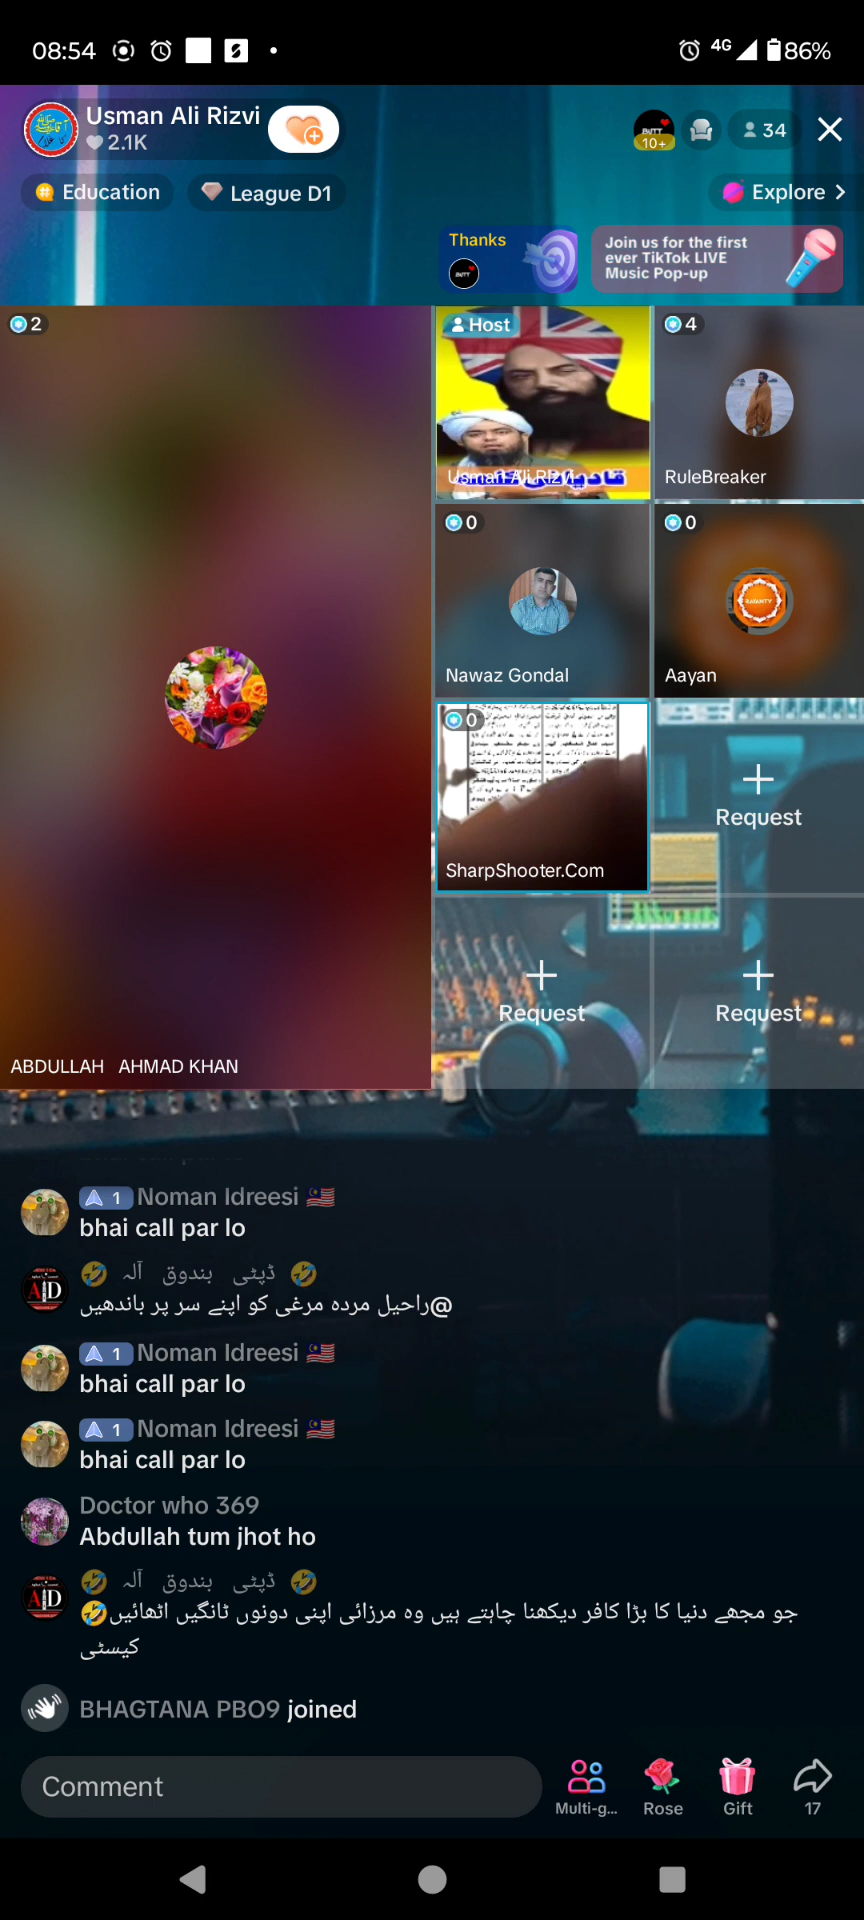 08:54
4G
86%
Usman Ali Rizvi
2.1K
BUTT
10+
34
Education
League D1
Explore
Thanks
Join us for the first
ever TikTok LIVE
Music Pop-up
2
Host
4
Usman Ali Rizvi
RuleBreaker
0
0
Nawaz Gondal
Aayan
0
Request
SharpShooter.Com
Request
Request
ABDULLAH AHMAD KHAN
1 Noman Idreesi 🇲🇾
bhai call par lo
🤣 ڈپٹی بندوق آلہ 🤣
@راحیل مردہ مرغی کو اپنے سر پر باندھیں
1 Noman Idreesi 🇲🇾
bhai call par lo
1 Noman Idreesi 🇲🇾
bhai call par lo
Doctor who 369
Abdullah tum jhot ho
🤣 ڈپٹی بندوق آلہ 🤣
جو مجھے دنیا کا بڑا کافر دیکھنا چاہتے ہیں وہ مرزائی اپنی دونوں ٹانگیں اٹھائیں🤣
کیسٹی
BHAGTANA PBO9 joined
Comment
Multi-g...
Rose
Gift
17